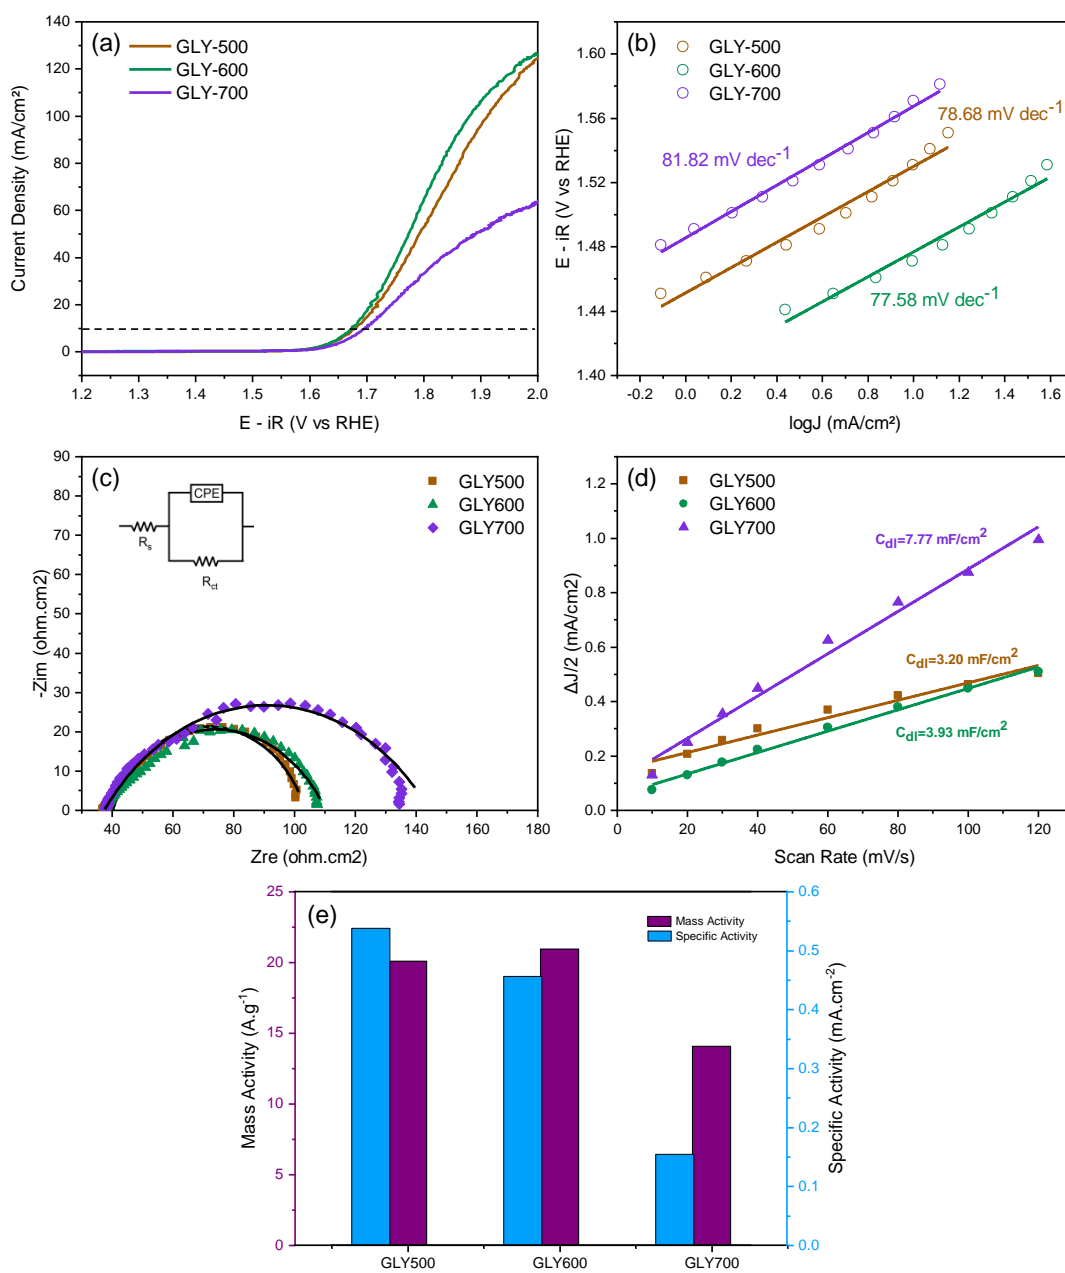 (a)
GLY-500
GLY-600
GLY-700
140
120
100
80
60
40
20
0
Current Density (mA/cm²)
1.2 1.3 1.4 1.5 1.6 1.7 1.8 1.9 2.0
E - iR (V vs RHE)
(b)
GLY-500
GLY-600
GLY-700
78.68 mV dec⁻¹
81.82 mV dec⁻¹
77.58 mV dec⁻¹
1.60
1.56
1.52
1.48
1.44
1.40
E - iR (V vs RHE)
-0.2 0.0 0.2 0.4 0.6 0.8 1.0 1.2 1.4 1.6
logJ (mA/cm²)
(c)
GLY500
GLY600
GLY700
CPE
Rs
Rct
90
80
70
60
50
40
30
20
10
0
-Zim (ohm.cm2)
40 60 80 100 120 140 160 180
Zre (ohm.cm2)
(d)
GLY500
GLY600
GLY700
Cdl=7.77 mF/cm²
Cdl=3.20 mF/cm²
Cdl=3.93 mF/cm²
1.2
1.0
0.8
0.6
0.4
0.2
0.0
ΔJ/2 (mA/cm2)
0 20 40 60 80 100 120
Scan Rate (mV/s)
(e)
Mass Activity
Specific Activity
25
20
15
10
5
0
Mass Activity (A.g⁻¹)
0.6
0.5
0.4
0.3
0.2
0.1
0.0
Specific Activity (mA.cm⁻²)
GLY500 GLY600 GLY700